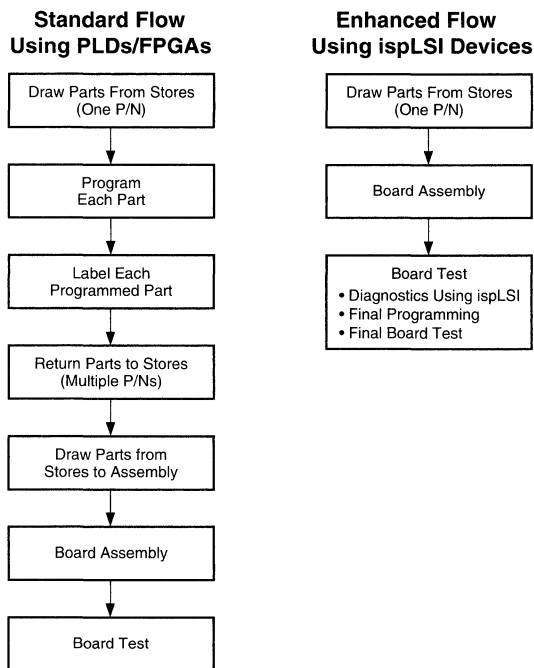 Standard Flow
Using PLDs/FPGAs
Draw Parts From Stores
(One P/N)
Program
Each Part
Label Each
Programmed Part
Return Parts to Stores
(Multiple P/Ns)
Draw Parts from
Stores to Assembly
Board Assembly
Board Test
Enhanced Flow
Using ispLSI Devices
Draw Parts From Stores
(One P/N)
Board Assembly
Board Test
• Diagnostics Using ispLSI
• Final Programming
• Final Board Test